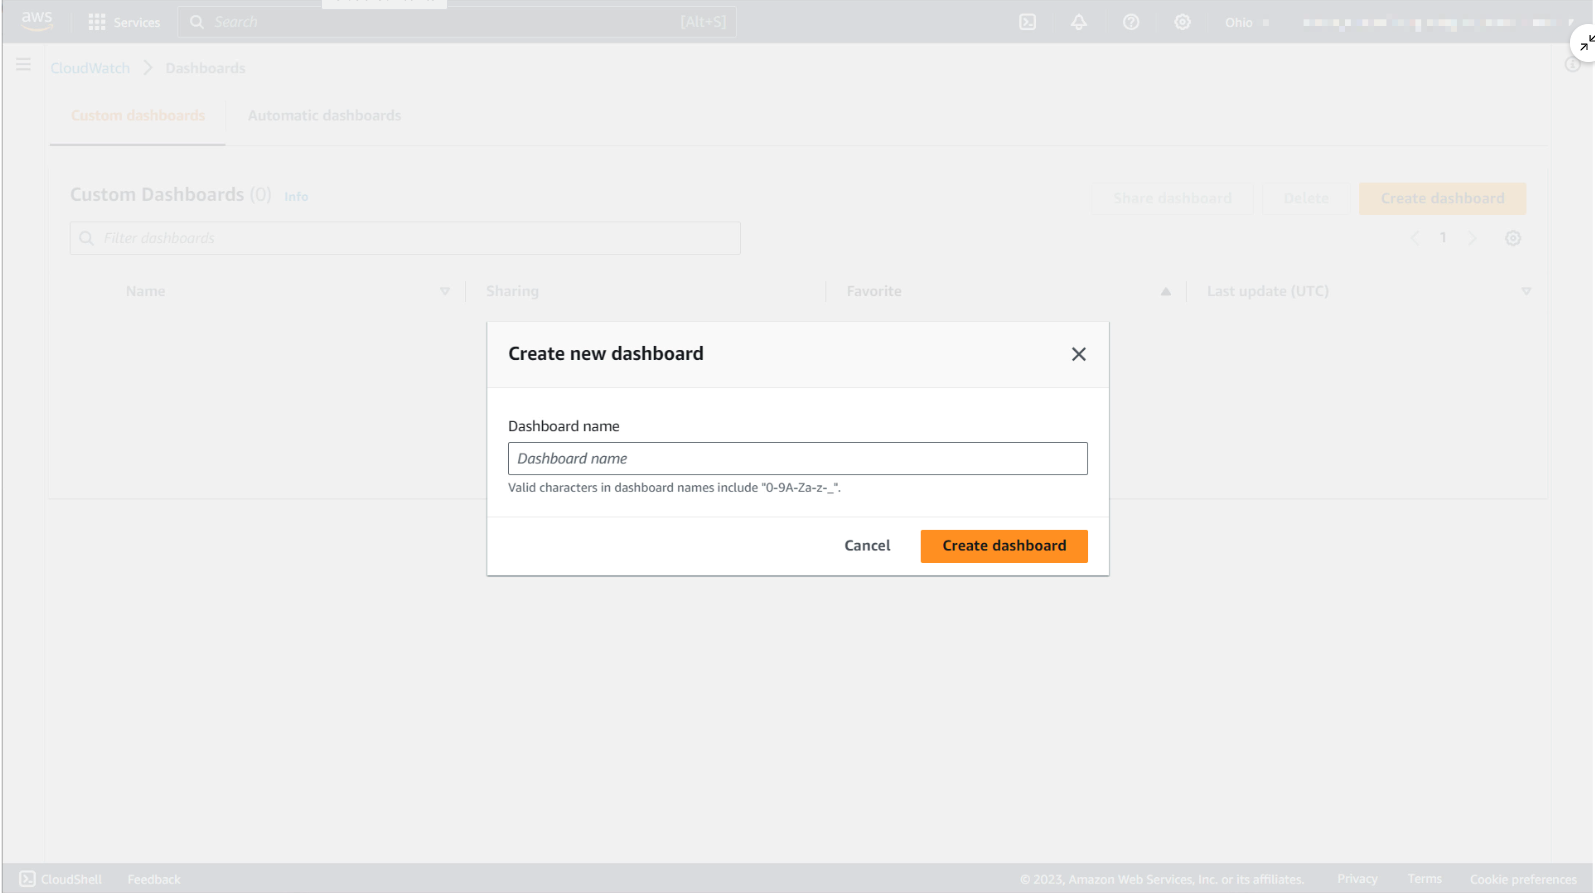 aws Services Search [Alt+S] Ohio
CloudWatch Dashboards
Custom dashboards Automatic dashboards
Custom Dashboards (0) Info Share dashboard Delete Create dashboard
Filter dashboards 1
Name Sharing Favorite Last update (UTC)
Create new dashboard
Dashboard name
Dashboard name
Valid characters in dashboard names include "0-9A-Za-z-_".
Cancel Create dashboard
CloudShell Feedback © 2023, Amazon Web Services, Inc. or its affiliates. Privacy Terms Cookie preferences